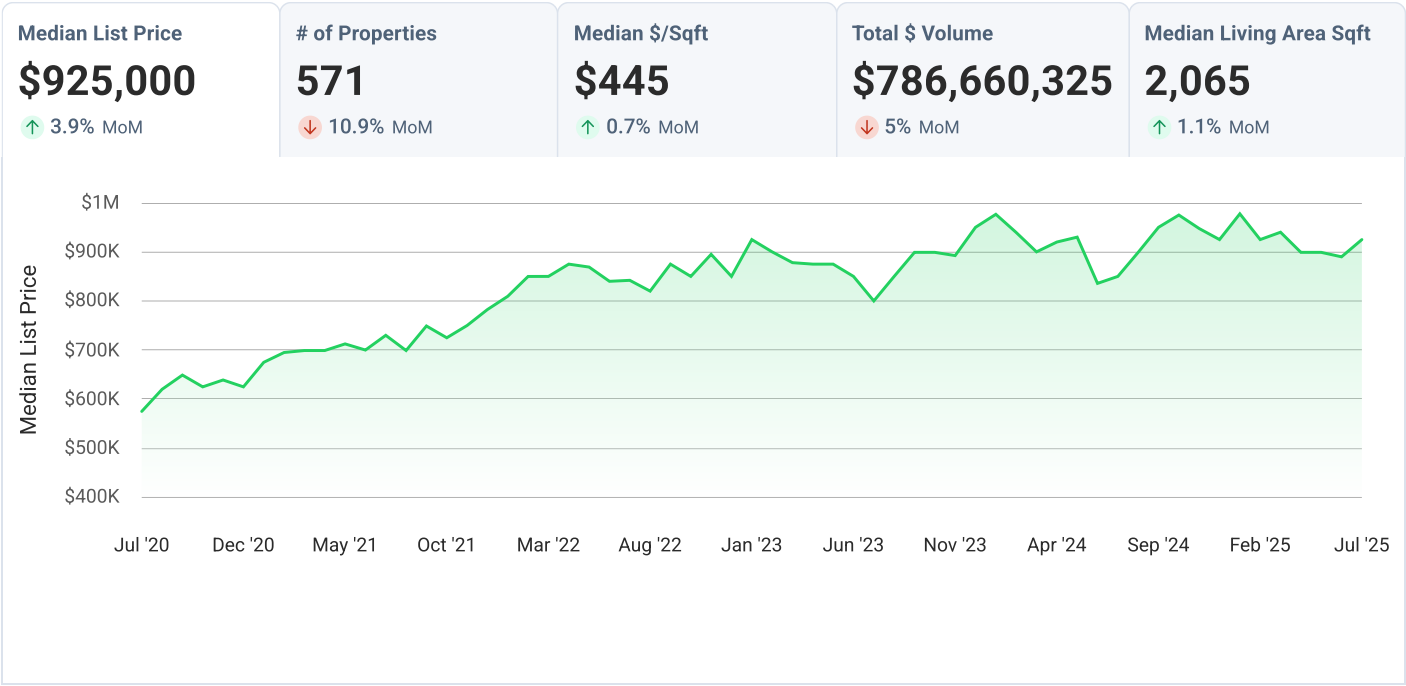 Median List Price
$925,000
3.9% MoM
# of Properties
571
10.9% MoM
Median $/Sqft
$445
0.7% MoM
Total $ Volume
$786,660,325
5% MoM
Median Living Area Sqft
2,065
1.1% MoM
Median List Price
$1M
$900K
$800K
$700K
$600K
$500K
$400K
Jul '20 Dec '20 May '21 Oct '21 Mar '22 Aug '22 Jan '23 Jun '23 Nov '23 Apr '24 Sep '24 Feb '25 Jul '25